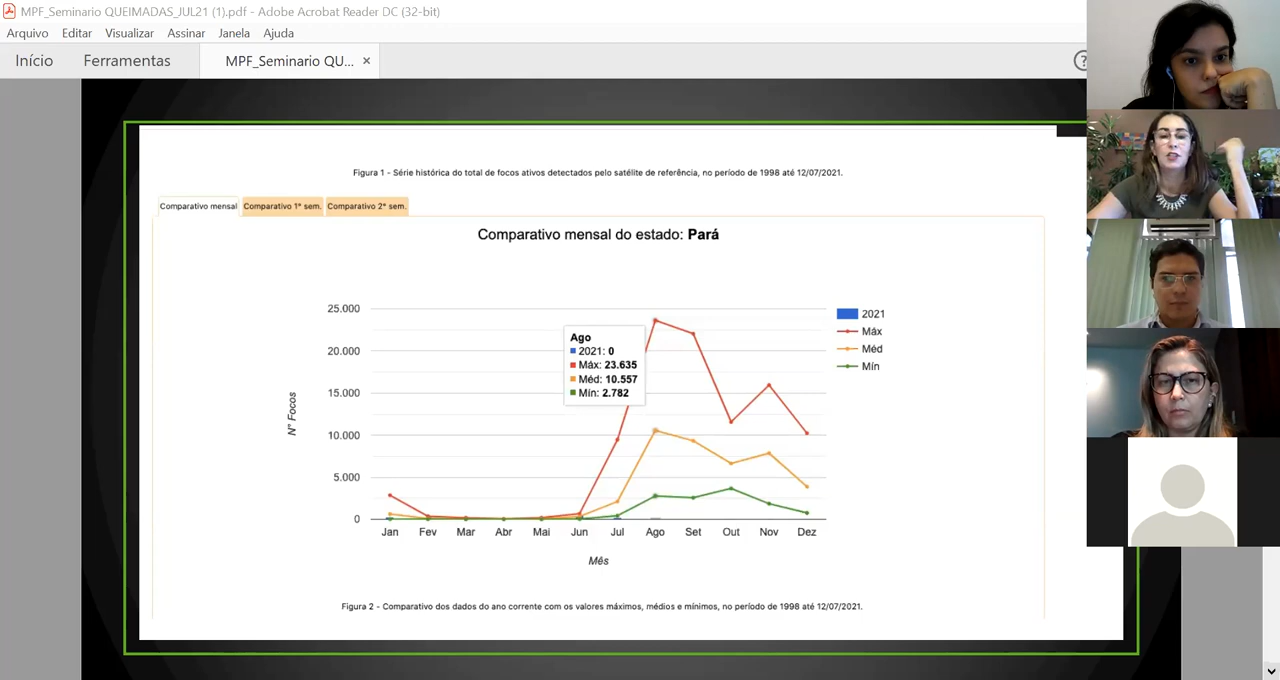 MPF_Seminario QUEIMADAS_JUL21 (1).pdf - Adobe Acrobat Reader DC (32-bit)
Arquivo Editar Visualizar Assinar Janela Ajuda
Início Ferramentas MPF_Seminario QU... ×
?
Figura 1 - Série histórica do total de focos ativos detectados pelo satélite de referência, no período de 1998 até 12/07/2021.
Comparativo mensal Comparativo 1º sem. Comparativo 2º sem.
Comparativo mensal do estado: Pará
25.000
20.000
15.000
10.000
5.000
0
N° Focos
Ago
2021: 0
Máx: 23.635
Méd: 10.557
Mín: 2.782
2021
Máx
Méd
Mín
Jan Fev Mar Abr Mai Jun Jul Ago Set Out Nov Dez
Mês
Figura 2 - Comparativo dos dados do ano corrente com os valores máximos, médios e mínimos, no período de 1998 até 12/07/2021.